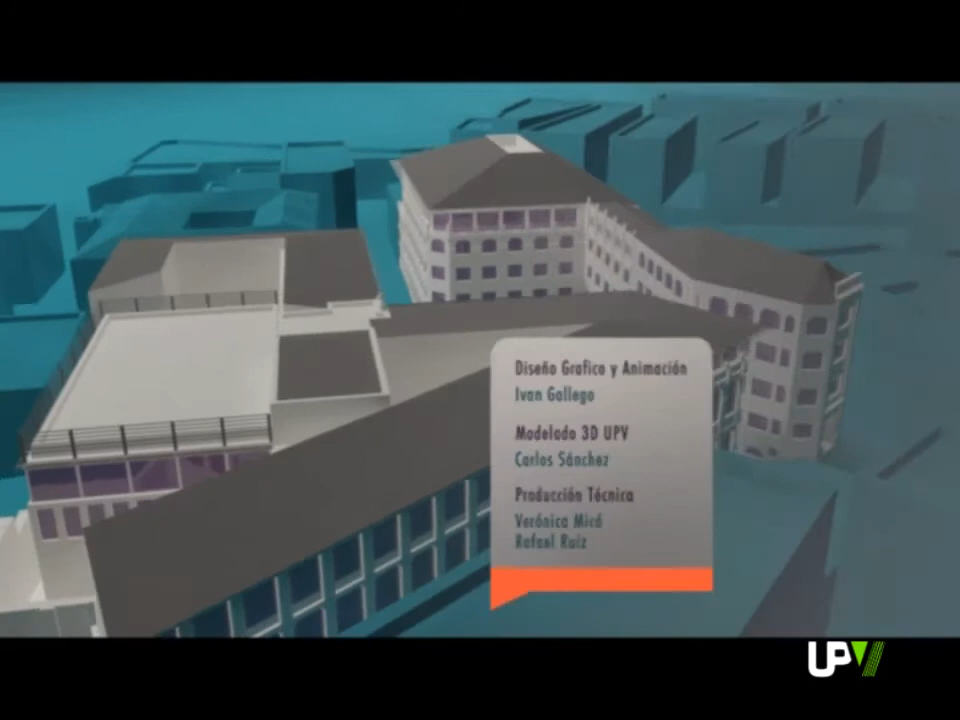 Diseño Grafico y Animación
Ivan Gallego
Modelado 3D UPV
Carlos Sánchez
Producción Técnica
Verónica Micó
Rafael Ruiz
UPV